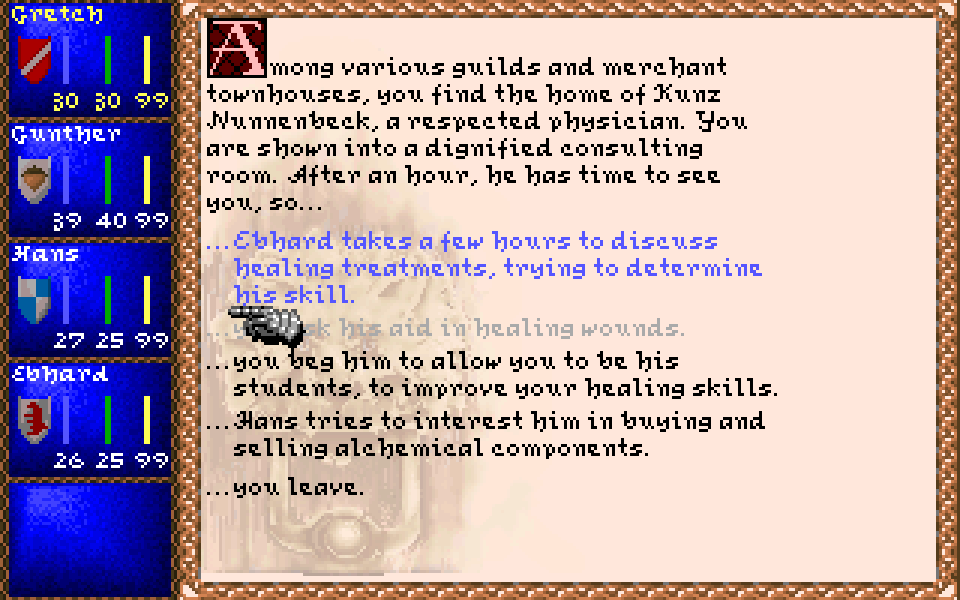 Gretch
30 30 99
Gunther
39 40 99
Hans
27 25 99
Ebhard
26 25 99
Among various guilds and merchant
townhouses, you find the home of Kunz
Nunnenbeck, a respected physician. You
are shown into a dignified consulting
room. After an hour, he has time to see
you, so...
...Ebhard takes a few hours to discuss
healing treatments, trying to determine
his skill.
...you ask his aid in healing wounds.
...you beg him to allow you to be his
students, to improve your healing skills.
...Hans tries to interest him in buying and
selling alchemical components.
...you leave.